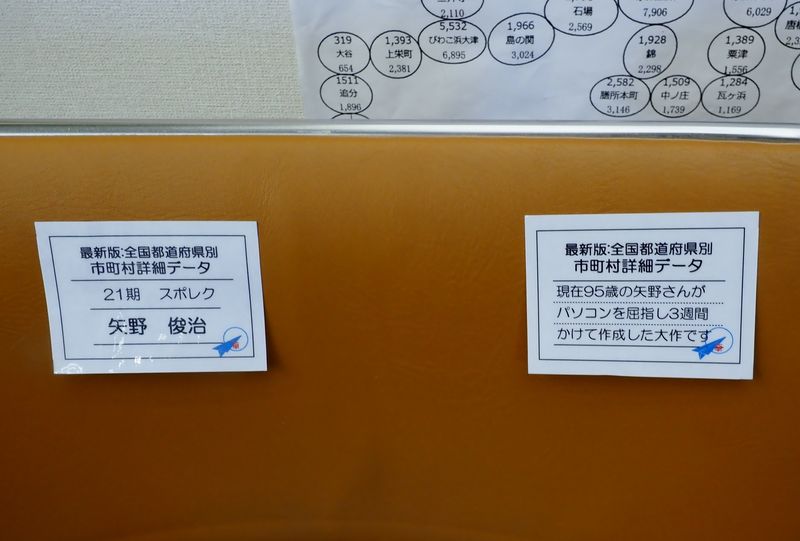 2,110
石場
2,569
7,906
6,029
319
大谷
654
1,393
上栄町
2,381
5,532
びわこ浜大津
6,895
1,966
島の関
3,024
1,928
錦
2,298
1,389
粟津
1,556
1511
追分
1,896
2,582
膳所本町
3,146
1,509
中ノ庄
1,739
1,284
瓦ヶ浜
1,169
最新版:全国都道府県別
市町村詳細データ
21期 スポレク
矢野 俊治
最新版:全国都道府県別
市町村詳細データ
現在95歳の矢野さんが
パソコンを屈指し3週間
かけて作成した大作です